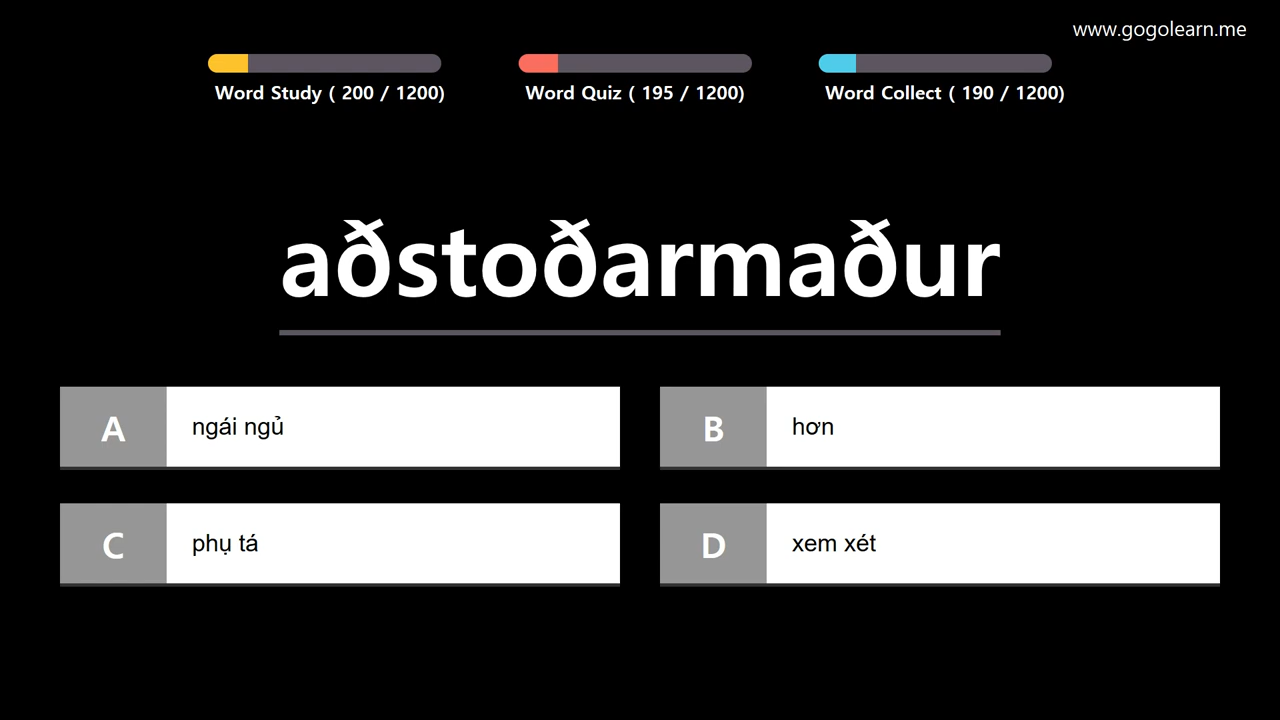 www.gogolearn.me
Word Study ( 200 / 1200)
Word Quiz ( 195 / 1200)
Word Collect ( 190 / 1200)
aðstoðarmaður
A ngái ngủ
B hơn
C phụ tá
D xem xét